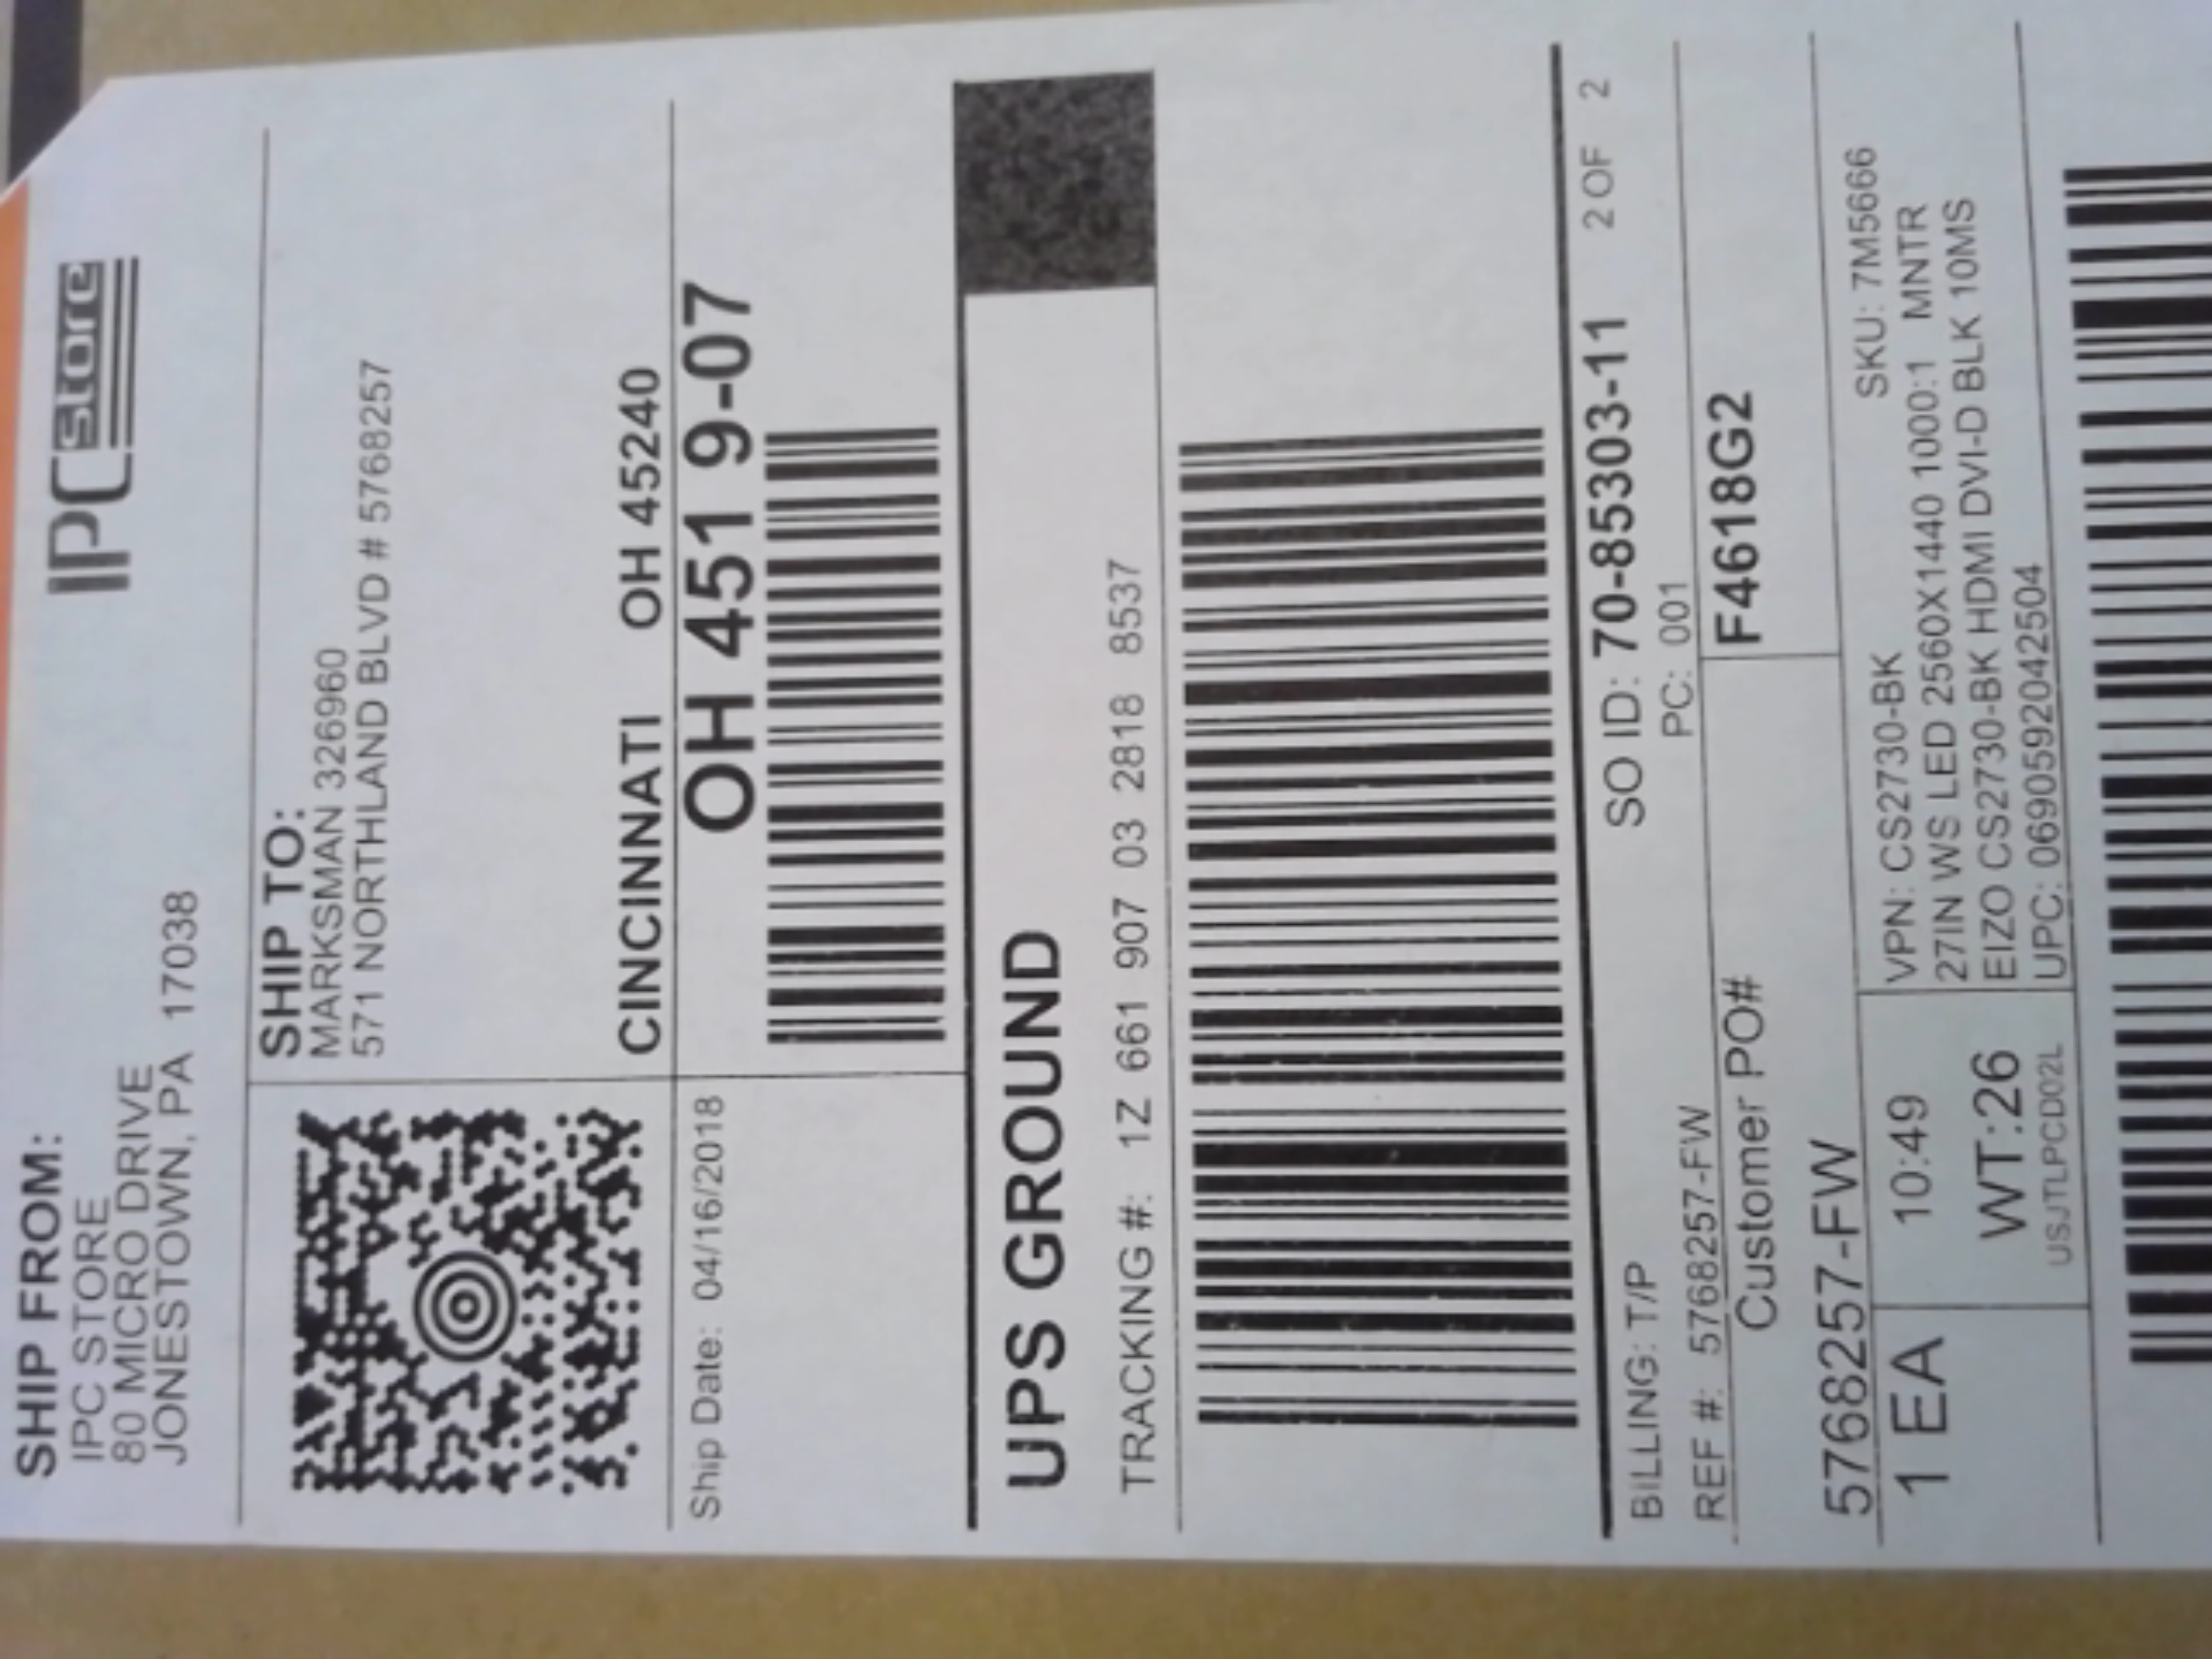 SHIP FROM:
IPC STORE
80 MICRO DRIVE
JONESTOWN, PA 17038
IPC store
SHIP TO:
MARKSMAN 326960
571 NORTHLAND BLVD # 5768257
CINCINNATI OH 45240
Ship Date: 04/16/2018
OH 451 9-07
UPS GROUND
TRACKING #: 1Z 661 907 03 2818 8537
BILLING: T/P
SO ID: 70-85303-11 2 OF 2
REF #: 5768257-FW
PC: 001
Customer PO#
F4618G2
5768257-FW
1 EA
10:49
WT:26
USJTLPCD02L
VPN: CS2730-BK SKU: 7M5666
27IN WS LED 2560X1440 1000:1 MNTR
EIZO CS2730-BK HDMI DVI-D BLK 10MS
UPC: 0690592042504